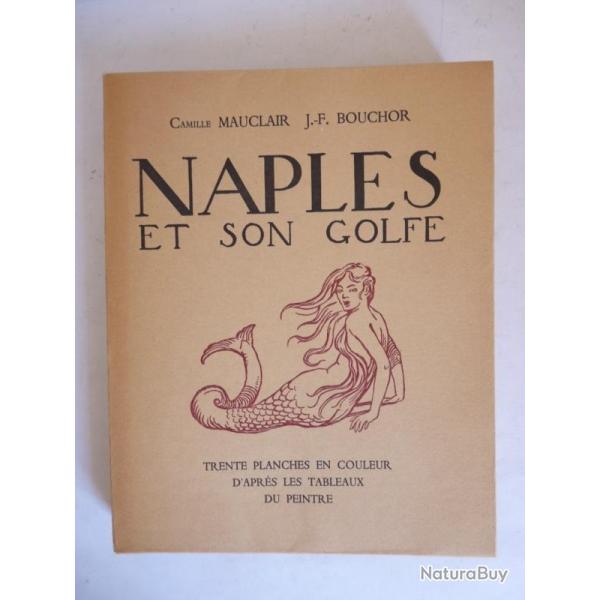 Camille MAUCLAIR J.-F. BOUCHOR
NAPLES
ET SON GOLFE
TRENTE PLANCHES EN COULEUR
D'APRÈS LES TABLEAUX
DU PEINTRE
NaturaBuy